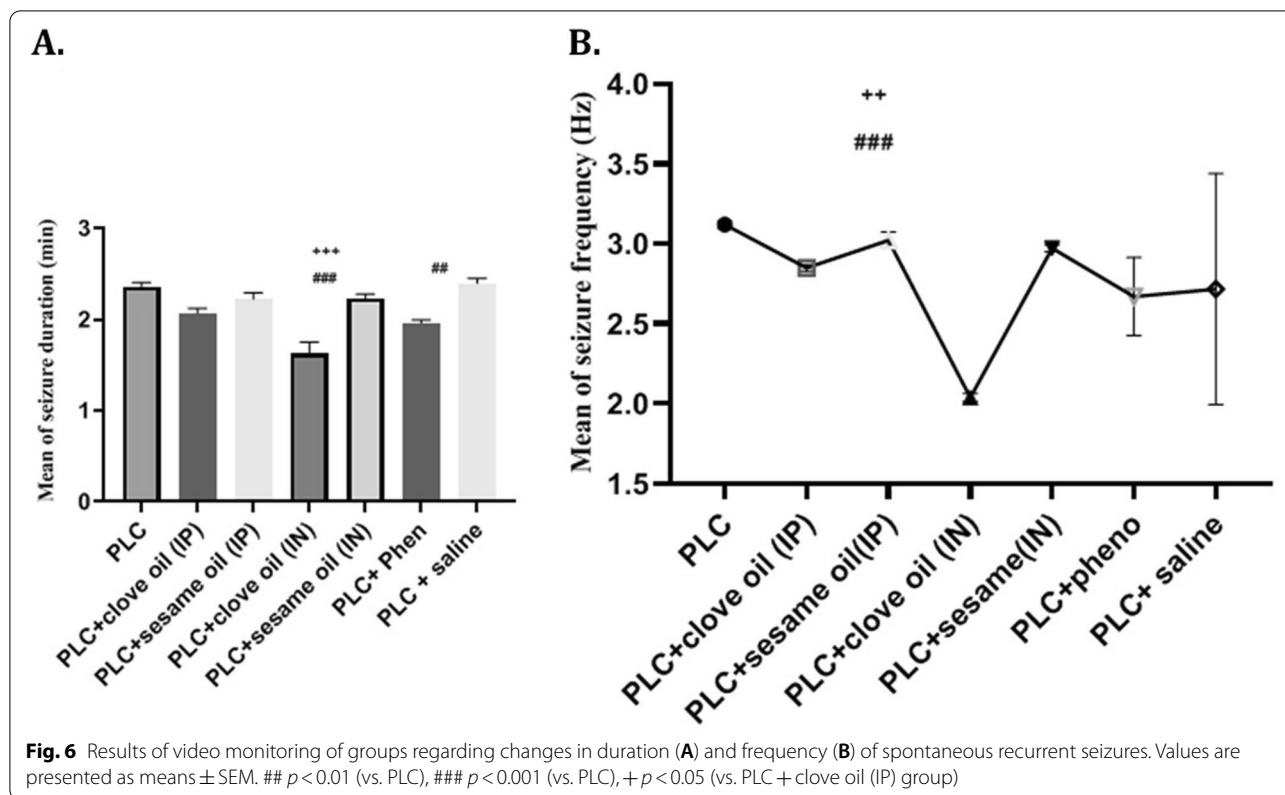 A.
Mean of seizure duration (min)
3
2
1
0
+++
###
##
PLC
PLC+clove oil (IP)
PLC+sesame oil (IP)
PLC+clove oil (IN)
PLC+sesame oil (IN)
PLC+ Phen
PLC + saline
B.
Mean of seizure frequency (Hz)
4.0
3.5
3.0
2.5
2.0
1.5
++
###
PLC
PLC+clove oil (IP)
PLC+sesame oil(IP)
PLC+clove oil (IN)
PLC+sesame(IN)
PLC+pheno
PLC+ saline
Fig. 6 Results of video monitoring of groups regarding changes in duration (A) and frequency (B) of spontaneous recurrent seizures. Values are
presented as means ± SEM. ## p < 0.01 (vs. PLC), ### p < 0.001 (vs. PLC), + p < 0.05 (vs. PLC + clove oil (IP) group)